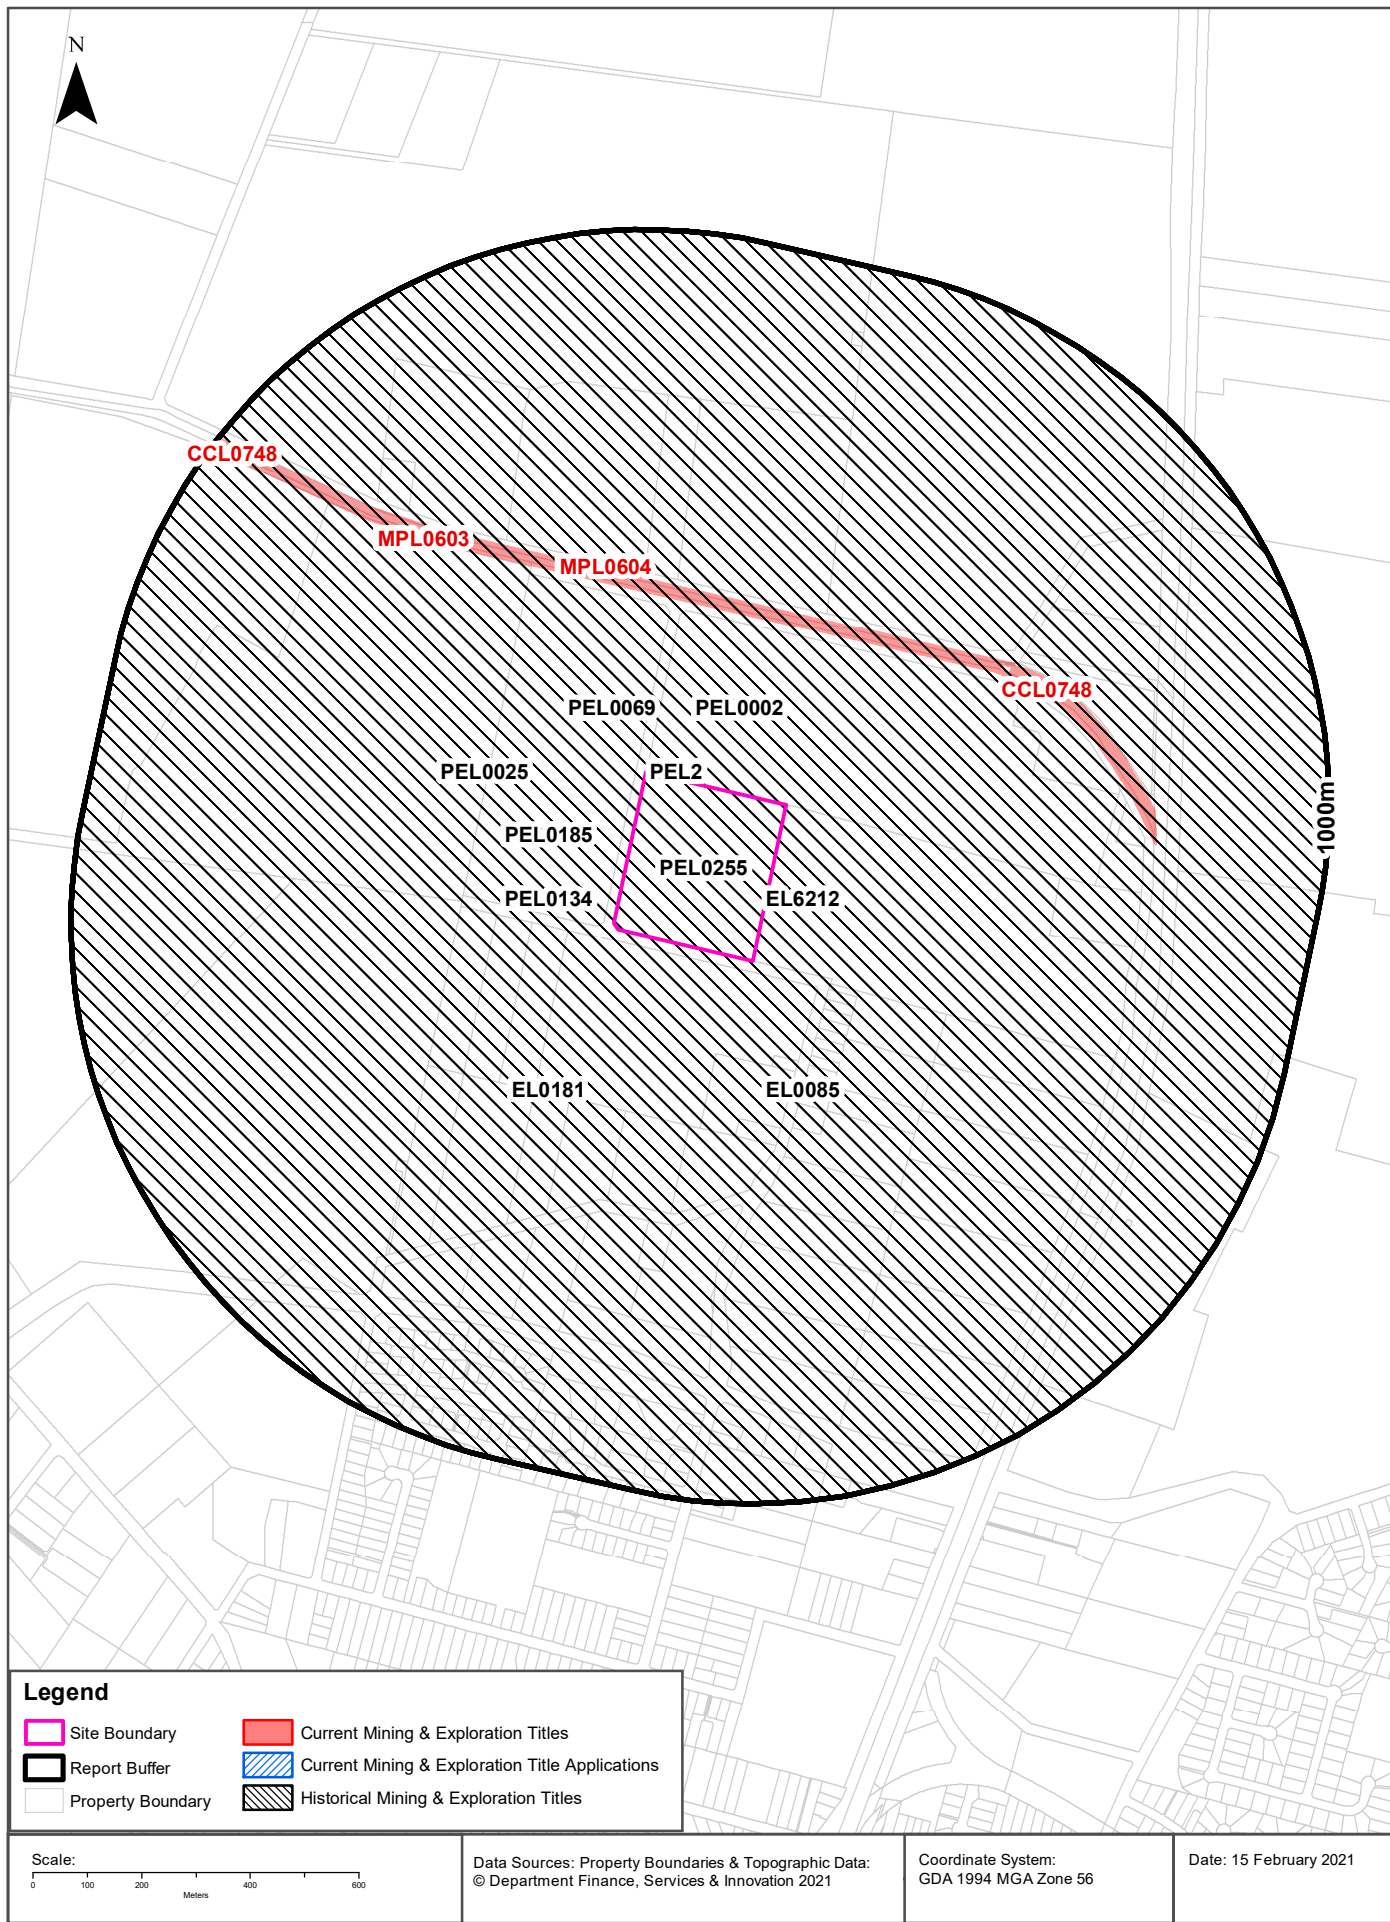 N
CCL0748
MPL0603
MPL0604
CCL0748
PEL0069
PEL0002
PEL0025
PEL2
PEL0185
PEL0255
PEL0134
EL6212
1000m
EL0181
EL0085
Legend
Site Boundary
Report Buffer
Property Boundary
Current Mining & Exploration Titles
Current Mining & Exploration Title Applications
Historical Mining & Exploration Titles
Scale:
0 100 200 400 600
Meters
Data Sources: Property Boundaries & Topographic Data:
© Department Finance, Services & Innovation 2021
Coordinate System:
GDA 1994 MGA Zone 56
Date: 15 February 2021